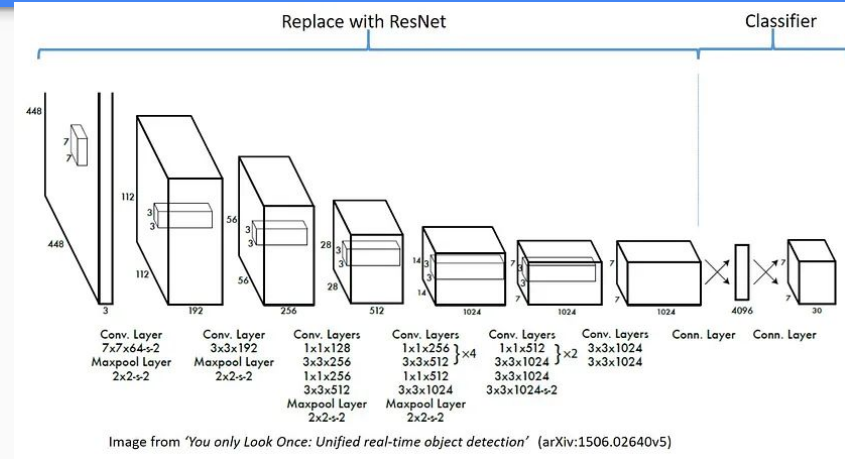 Replace with ResNet
Classifier
448
448
7
7
3
112
112
3
3
192
56
56
3
3
256
28
28
3
3
512
14
14
3
3
1024
7
7
3
3
1024
7
7
1024
4096
7
7
30
Conv. Layer
7x7x64-s-2
Maxpool Layer
2x2-s-2
Conv. Layer
3x3x192
Maxpool Layer
2x2-s-2
Conv. Layers
1x1x128
3x3x256
1x1x256
3x3x512
Maxpool Layer
2x2-s-2
Conv. Layers
1x1x256
3x3x512
}x4
1x1x512
3x3x1024
Maxpool Layer
2x2-s-2
Conv. Layers
1x1x512
3x3x1024
}x2
3x3x1024
3x3x1024-s-2
Conv. Layers
3x3x1024
3x3x1024
Conn. Layer
Conn. Layer
Image from 'You only Look Once: Unified real-time object detection' (arXiv:1506.02640v5)